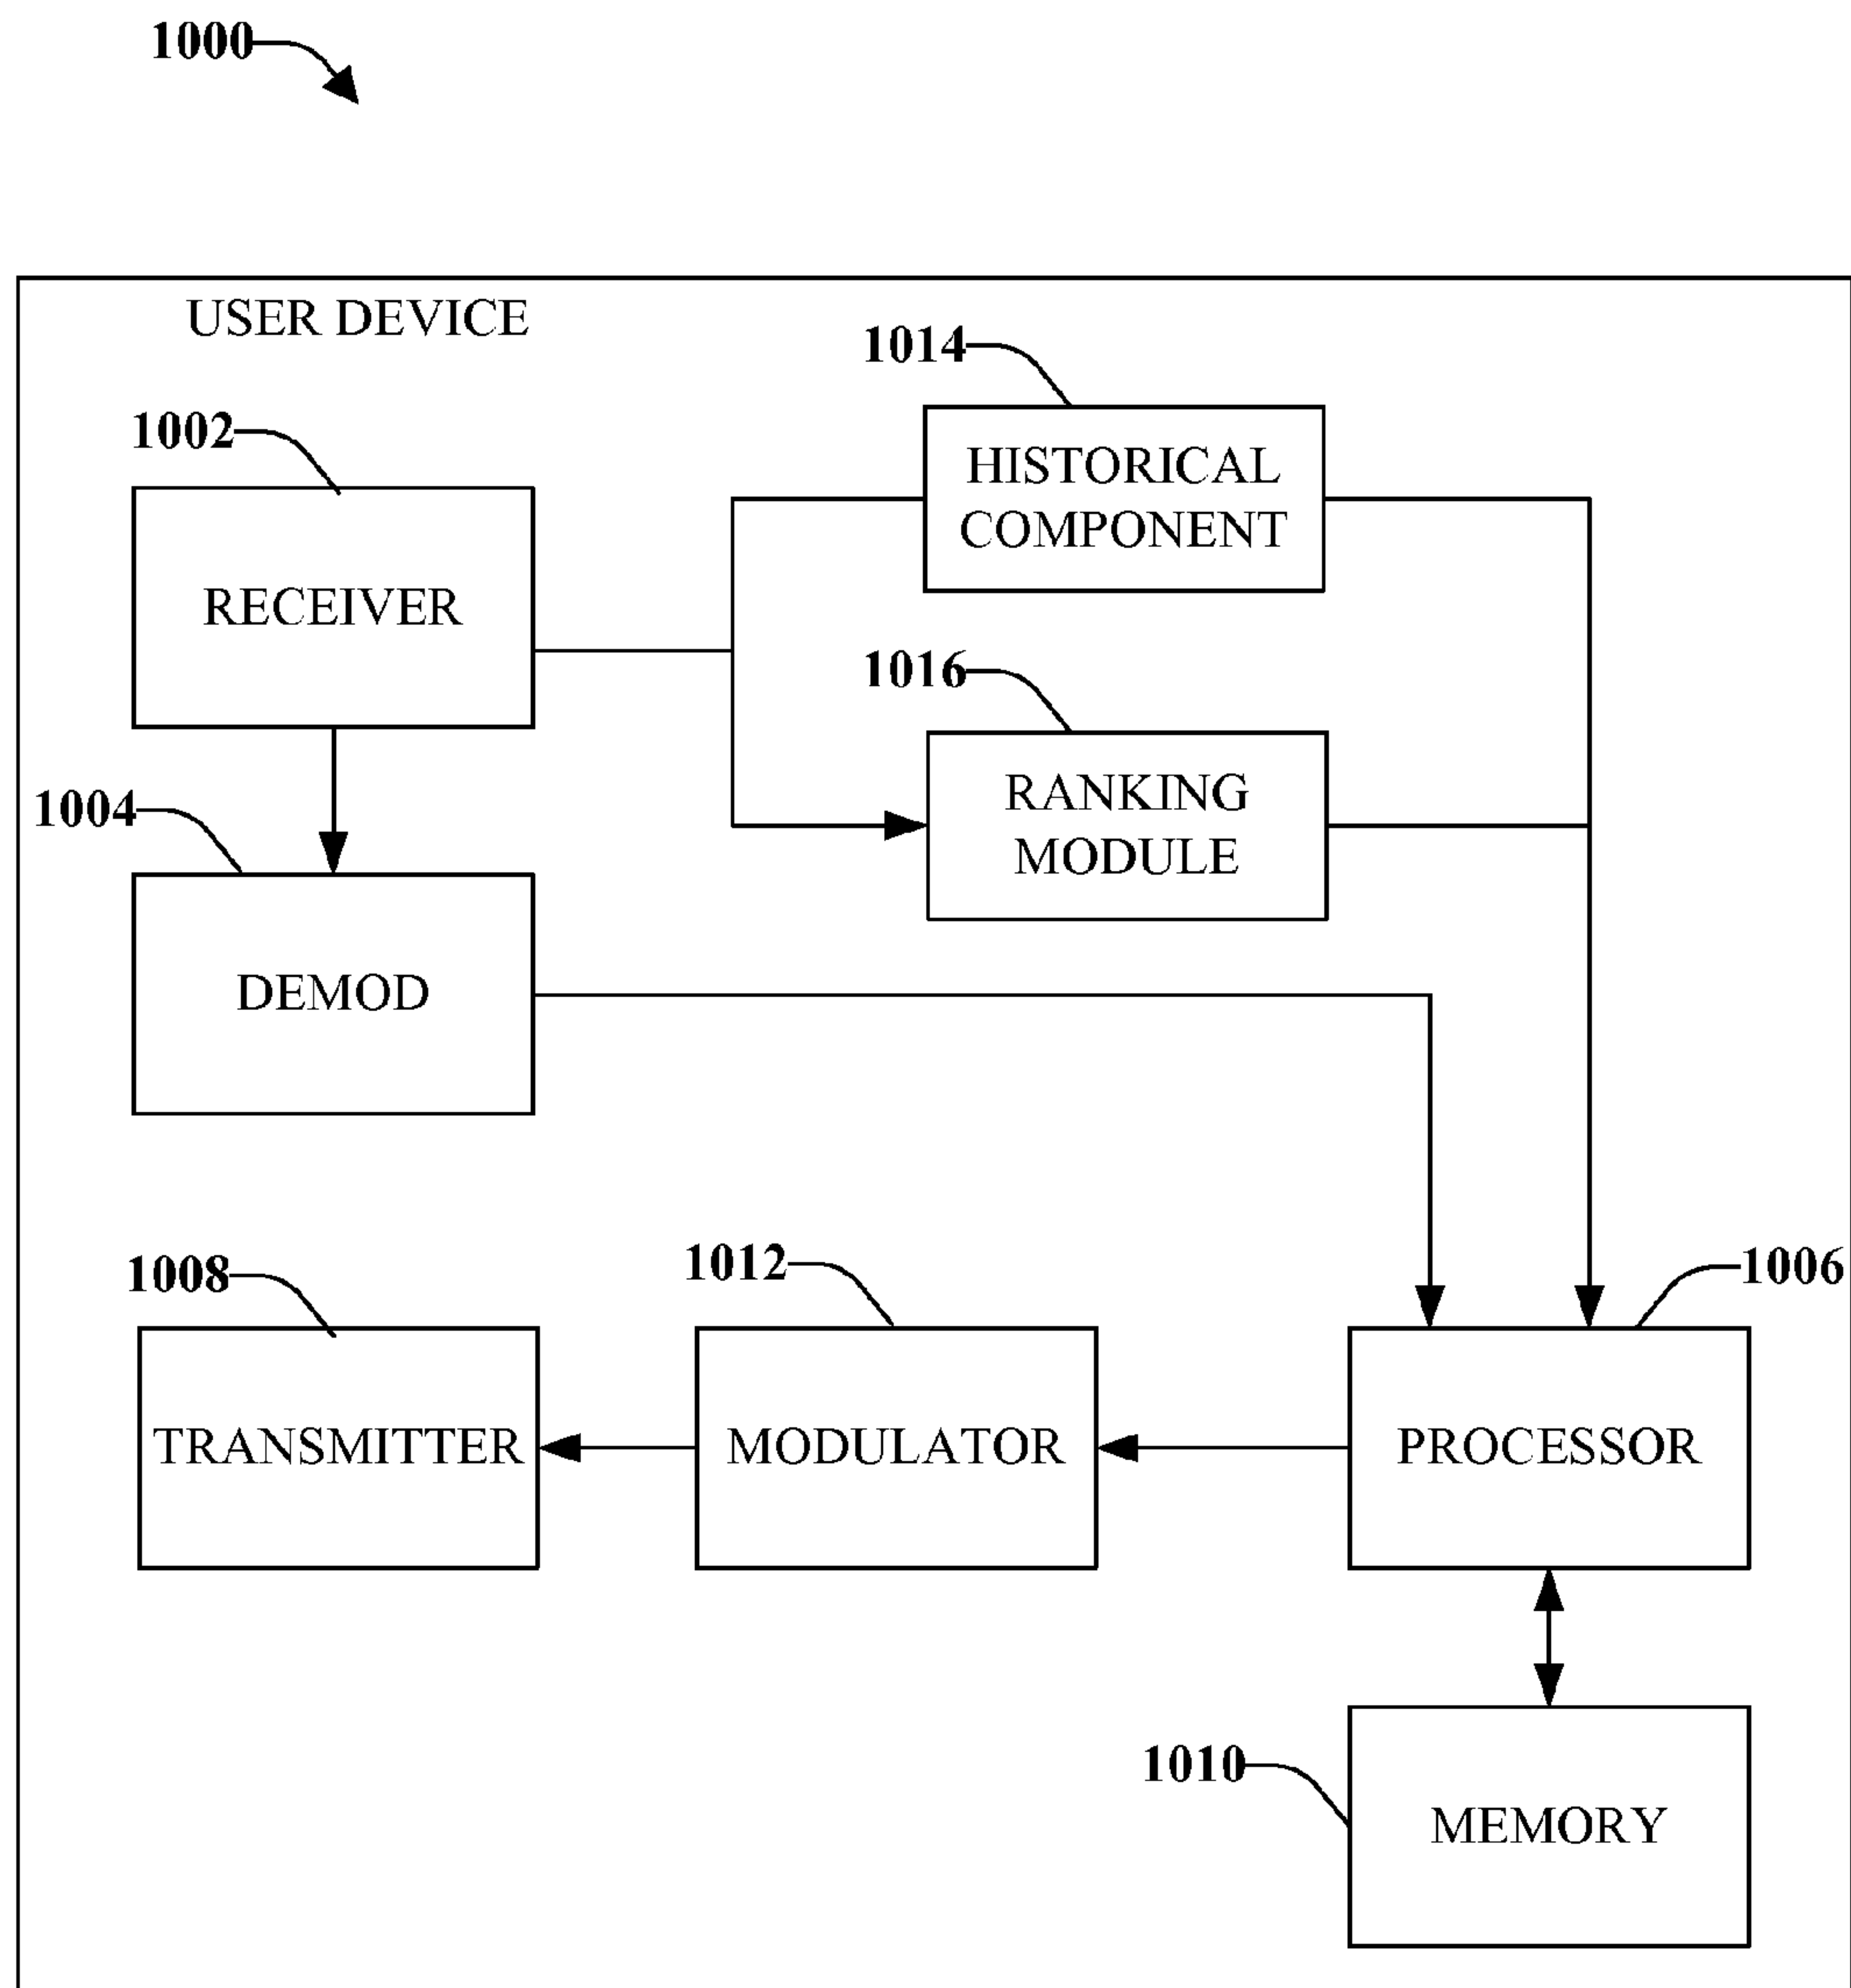 1000
USER DEVICE
1014
HISTORICAL
COMPONENT
1002
RECEIVER
1016
RANKING
MODULE
1004
DEMOD
1008
TRANSMITTER
1012
MODULATOR
1006
PROCESSOR
1010
MEMORY